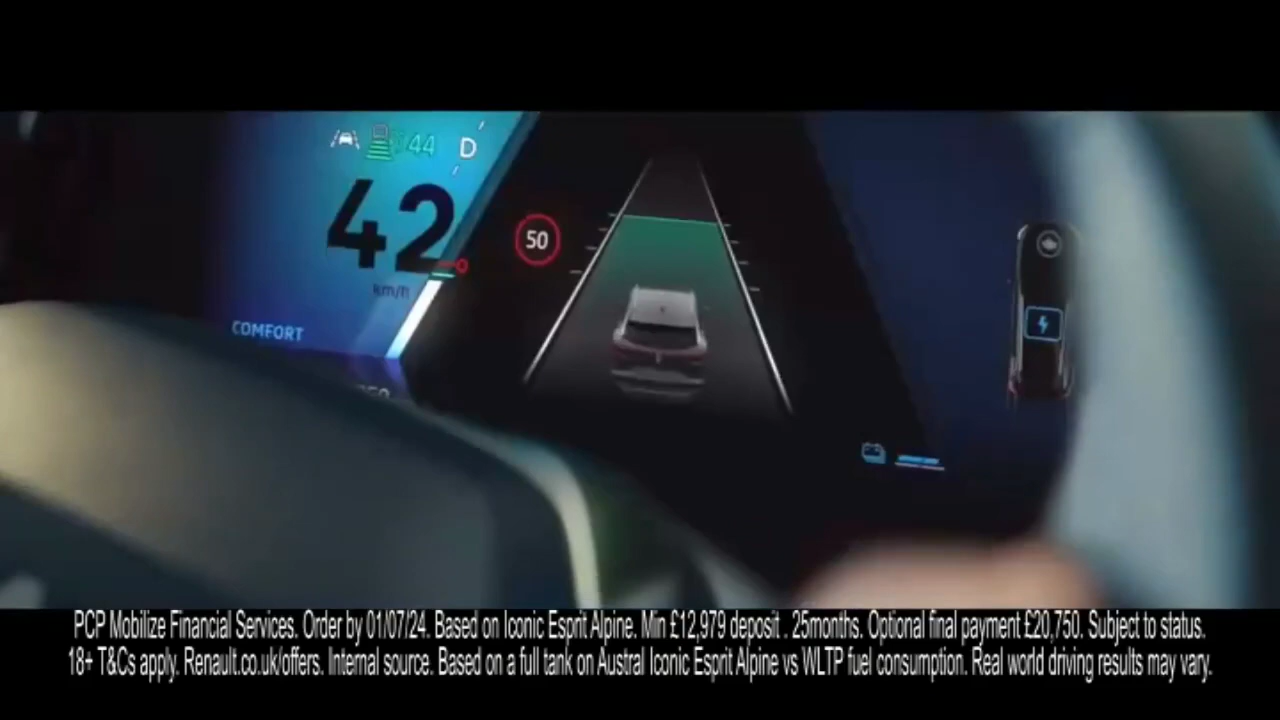 44 D
42
50
km/h
COMFORT
PCP Mobilize Financial Services. Order by 01/07/24. Based on Iconic Esprit Alpine. Min £12,979 deposit . 25months. Optional final payment £20,750. Subject to status.
18+ T&Cs apply. Renault.co.uk/offers. Internal source. Based on a full tank on Austral Iconic Esprit Alpine vs WLTP fuel consumption. Real world driving results may vary.